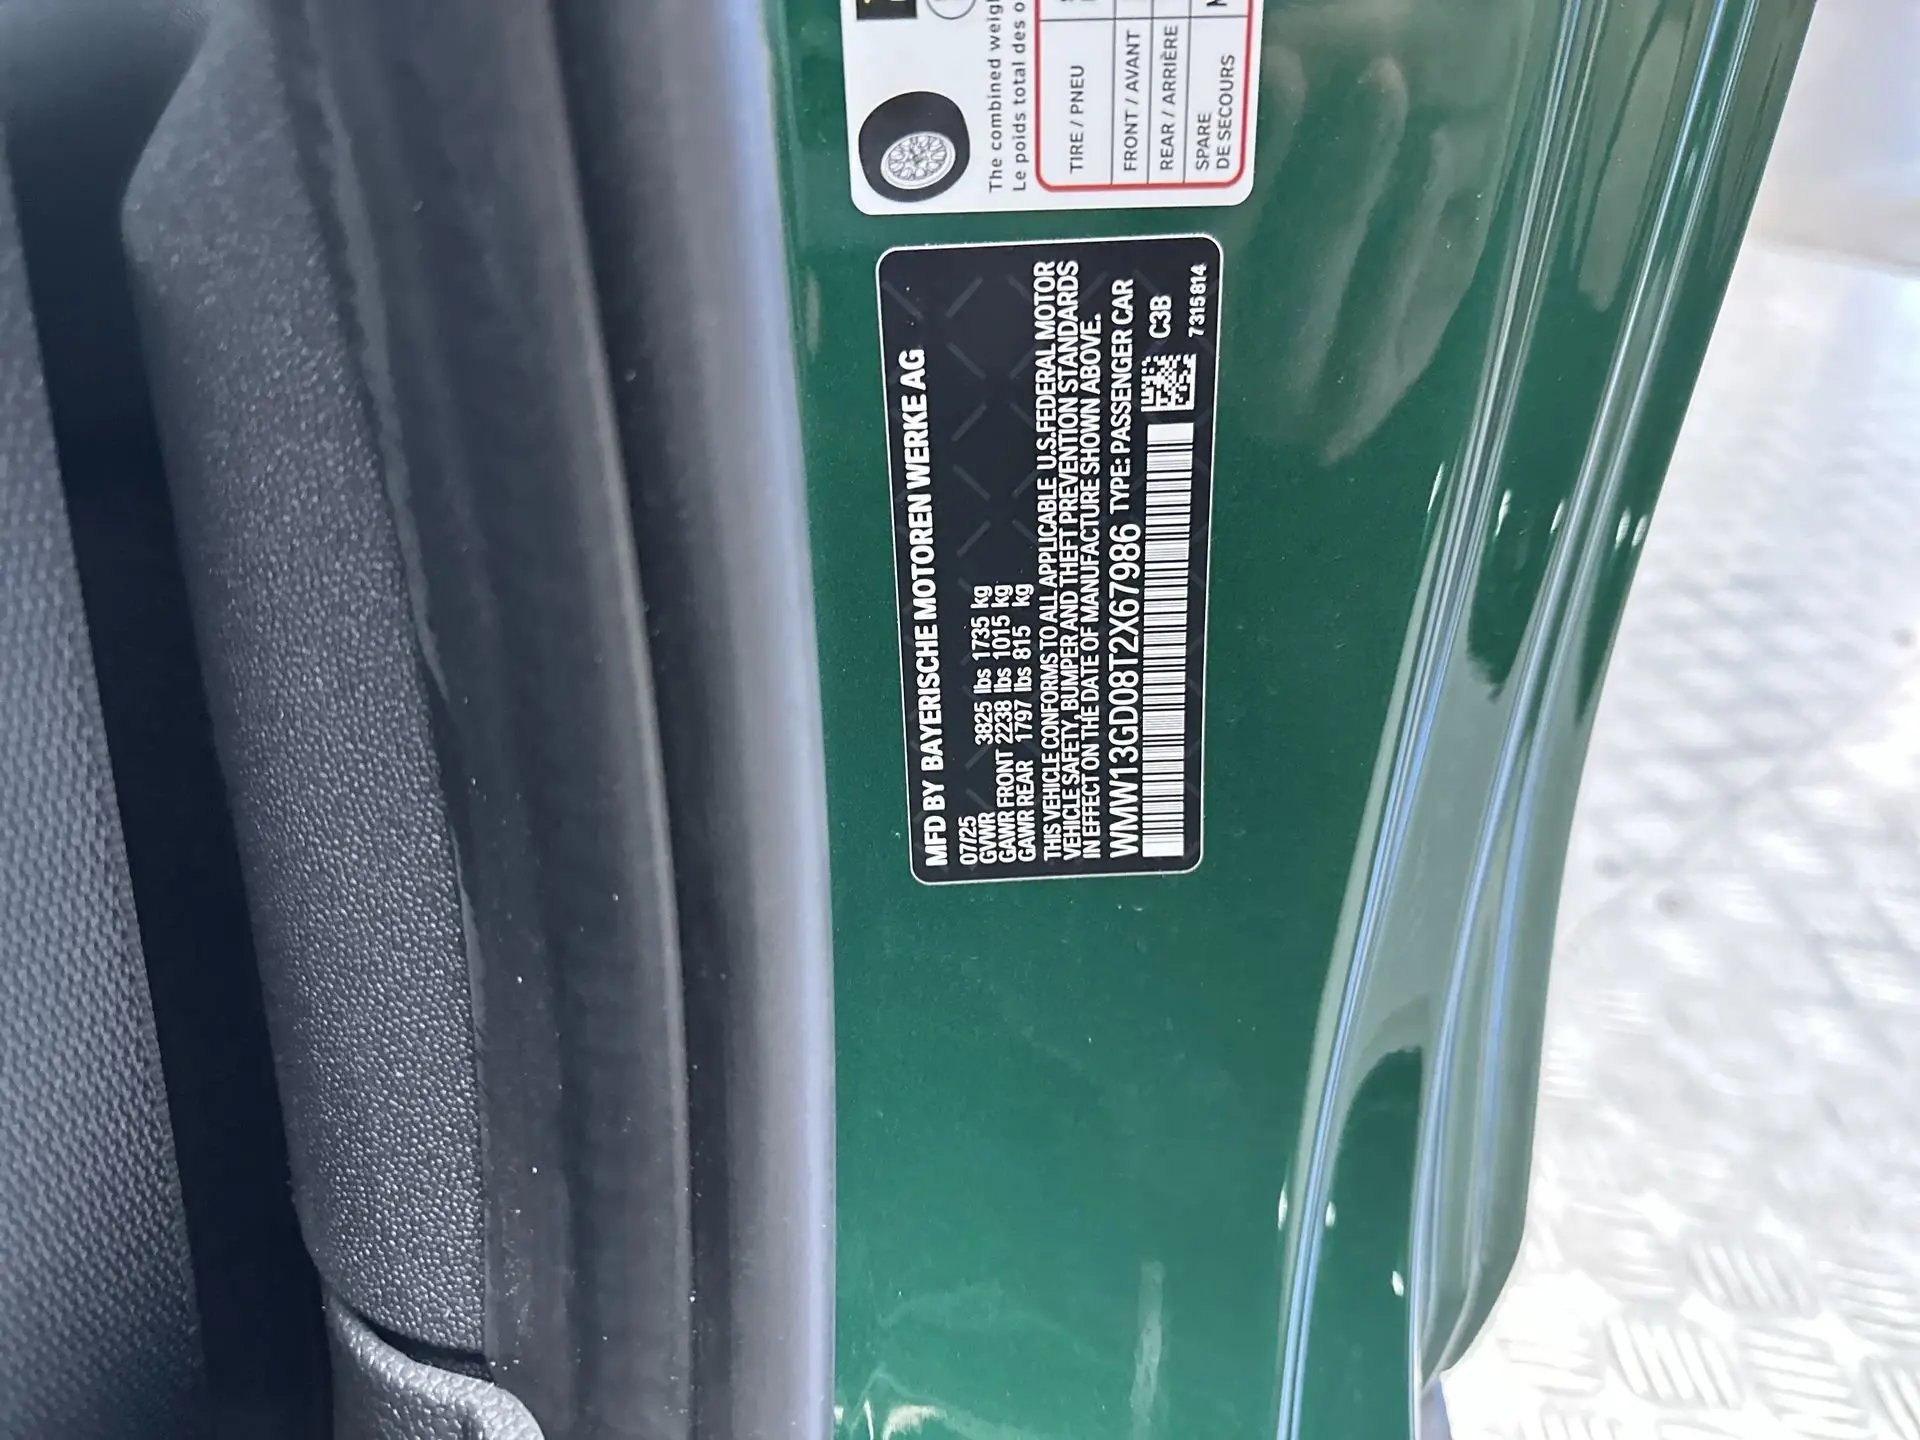 MFD BY BAYERISCHE MOTOREN WERKE AG
07/25
GVWR 3825 lbs 1735 kg
GAWR FRONT 2238 lbs 1015 kg
GAWR REAR 1797 lbs 815 kg
THIS VEHICLE CONFORMS TO ALL APPLICABLE U.S.FEDERAL MOTOR
VEHICLE SAFETY, BUMPER AND THEFT PREVENTION STANDARDS
IN EFFECT ON THE DATE OF MANUFACTURE SHOWN ABOVE.
WMW13GD08T2X67986 TYPE: PASSENGER CAR
C3B
7315814
The combined
Le poids total des
TIRE / PNEU
FRONT / AVANT
REAR / ARRIÈRE
SPARE
DE SECOURS